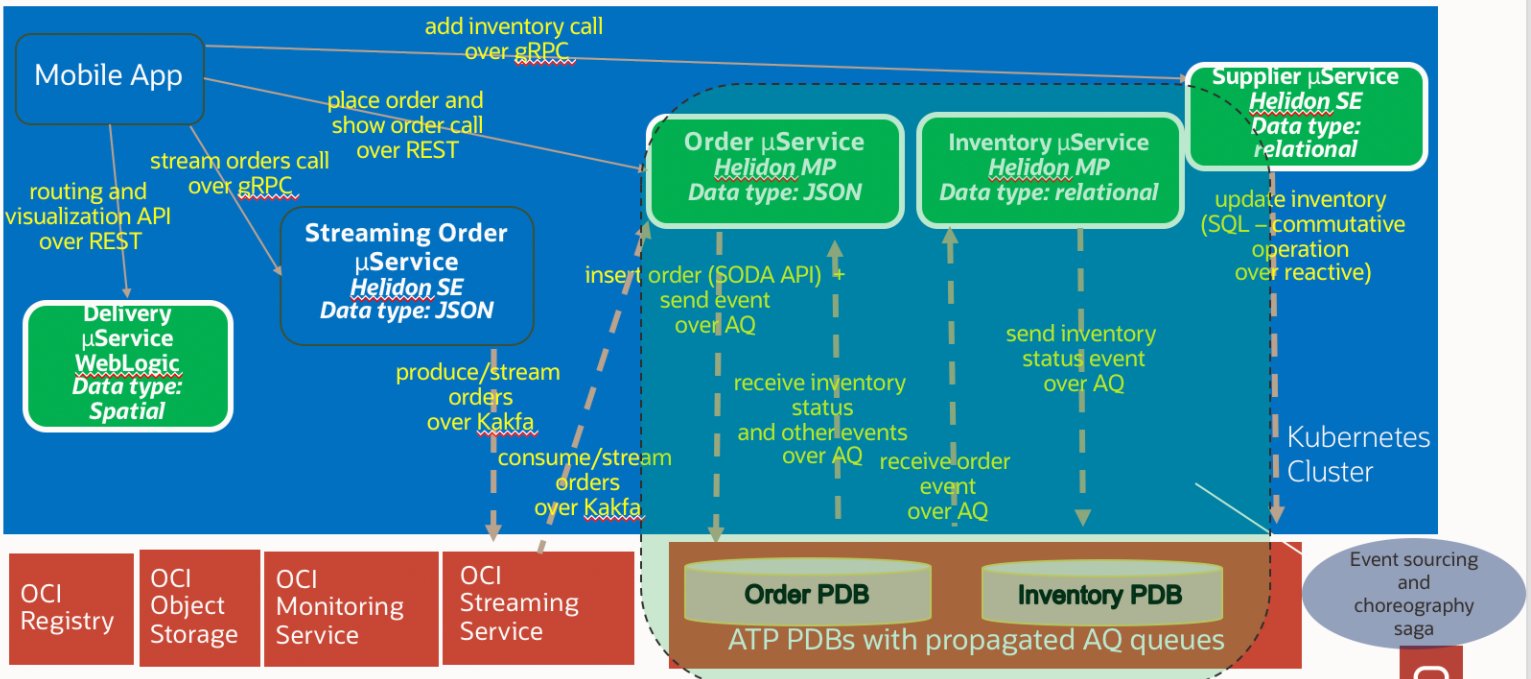 add inventory call
over gRPC
Mobile App
Supplier µService
Helidon SE
Data type:
relational
place order and
show order call
over REST
Order µService
Helidon MP
Data type: JSON
Inventory µService
Helidon MP
Data type: relational
stream orders call
over gRPC
routing and
visualization API
over REST
update inventory
(SQL – commutative
operation
over reactive)
Streaming Order
µService
Helidon SE
Data type: JSON
insert order (SODA API) +
send event
over AQ
Delivery
µService
WebLogic
Data type:
Spatial
send inventory
status event
over AQ
produce/stream
orders
over Kakfa
receive inventory
status
and other events
over AQ
consume/stream
orders
over Kakfa
receive order
event
over AQ
Kubernetes
Cluster
OCI
Registry
OCI
Object
Storage
OCI
Monitoring
Service
OCI
Streaming
Service
Order PDB
Inventory PDB
ATP PDBs with propagated AQ queues
Event sourcing
and
choreography
saga